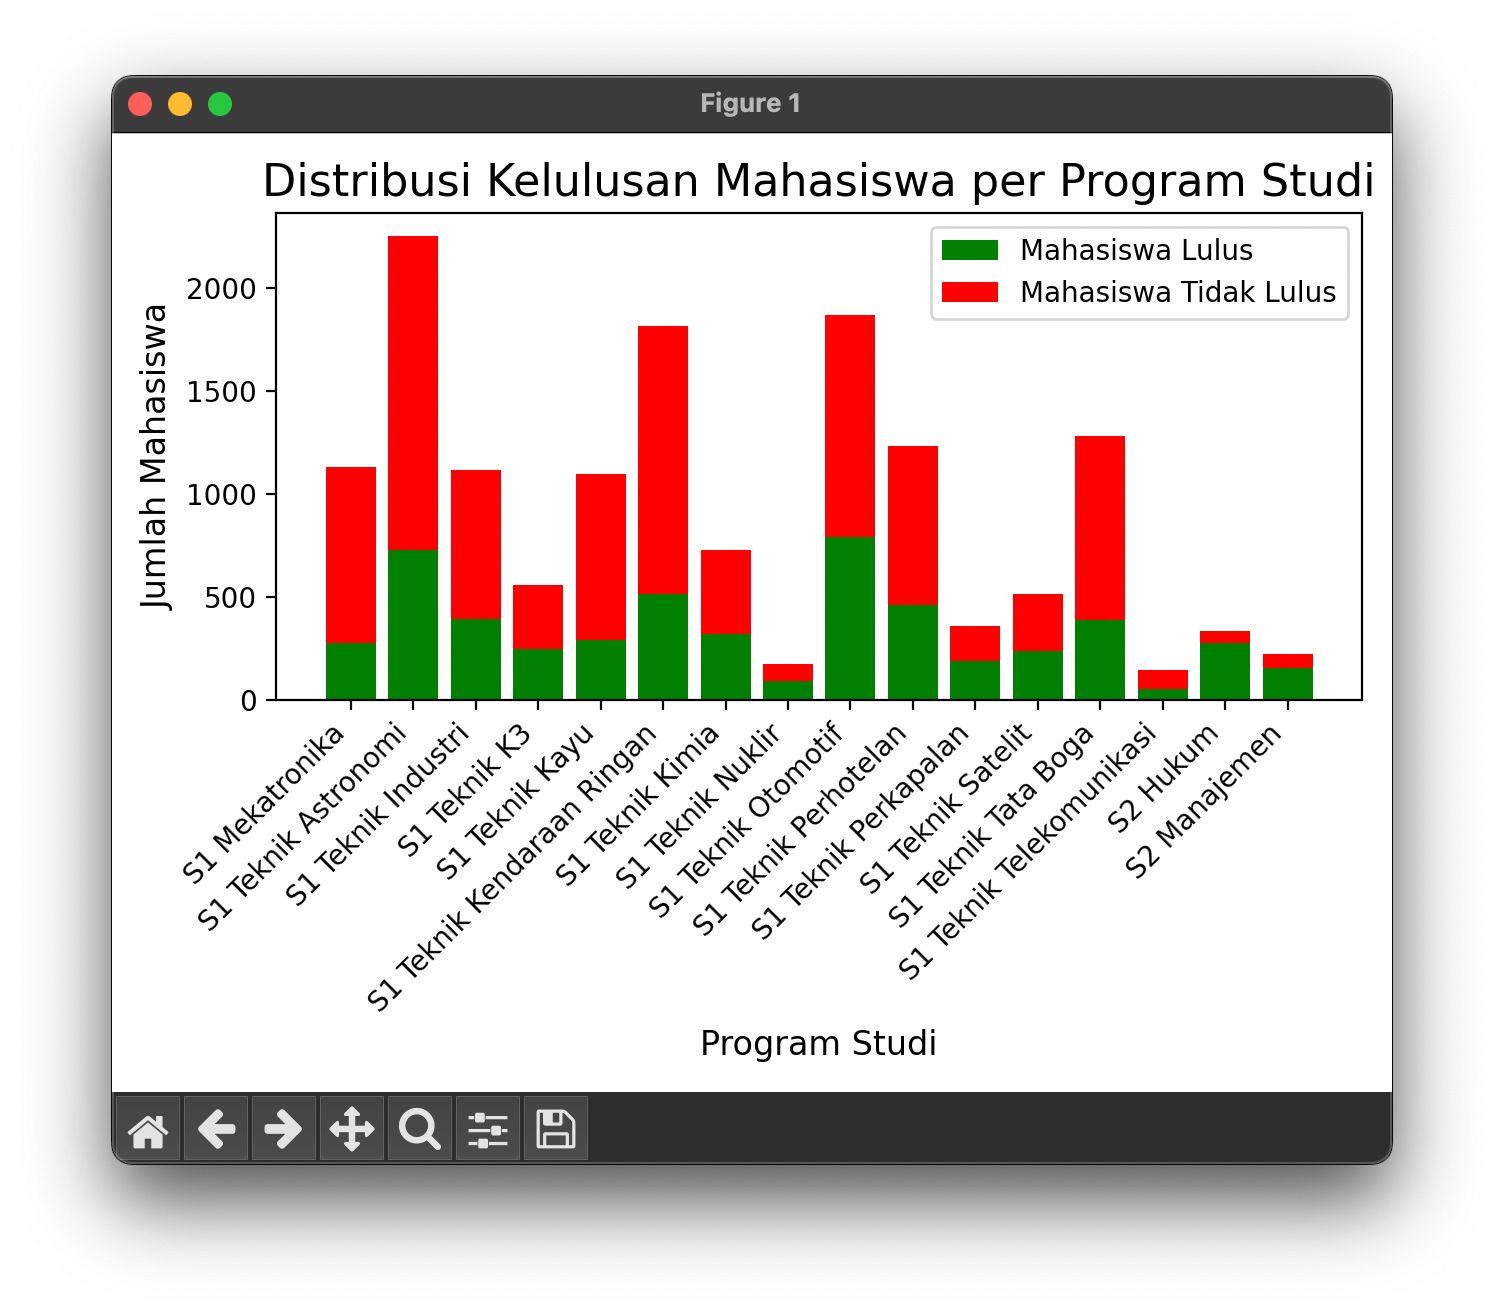 Figure 1
Distribusi Kelulusan Mahasiswa per Program Studi
Mahasiswa Lulus
Mahasiswa Tidak Lulus
Jumlah Mahasiswa
2000
1500
1000
500
0
S1 Mekatronika
S1 Teknik Astronomi
S1 Teknik Industri
S1 Teknik K3
S1 Teknik Kayu
S1 Teknik Kendaraan Ringan
S1 Teknik Kimia
S1 Teknik Nuklir
S1 Teknik Otomotif
S1 Teknik Perhotelan
S1 Teknik Perkapalan
S1 Teknik Satelit
S1 Teknik Tata Boga
S1 Teknik Telekomunikasi
S2 Hukum
S2 Manajemen
Program Studi